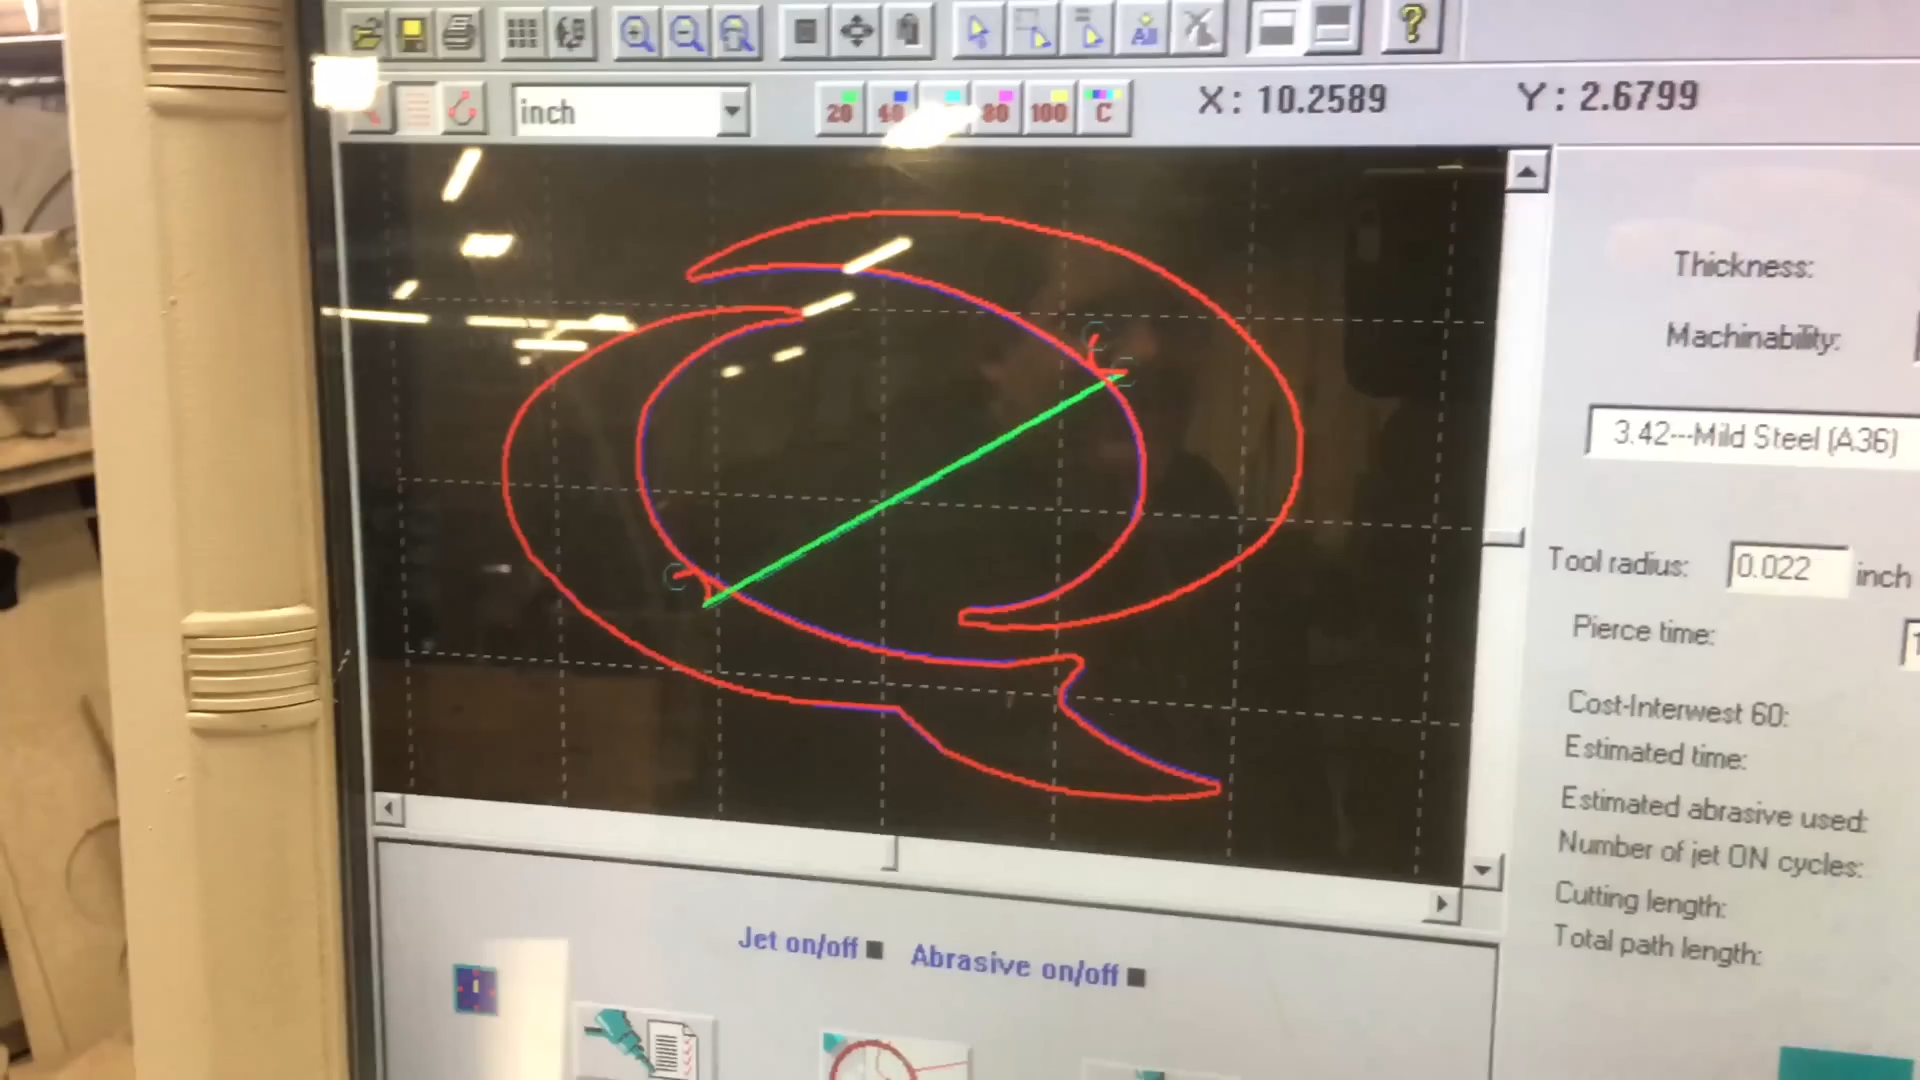 All
inch
20 40 80 100 C
X: 10.2589 Y: 2.6799
Thickness:
Machinability:
3.42---Mild Steel (A36)
Tool radius: 0.022 inch
Pierce time:
Cost-Interwest 60:
Estimated time:
Estimated abrasive used:
Number of jet ON cycles:
Cutting length:
Total path length:
Jet on/off
Abrasive on/off